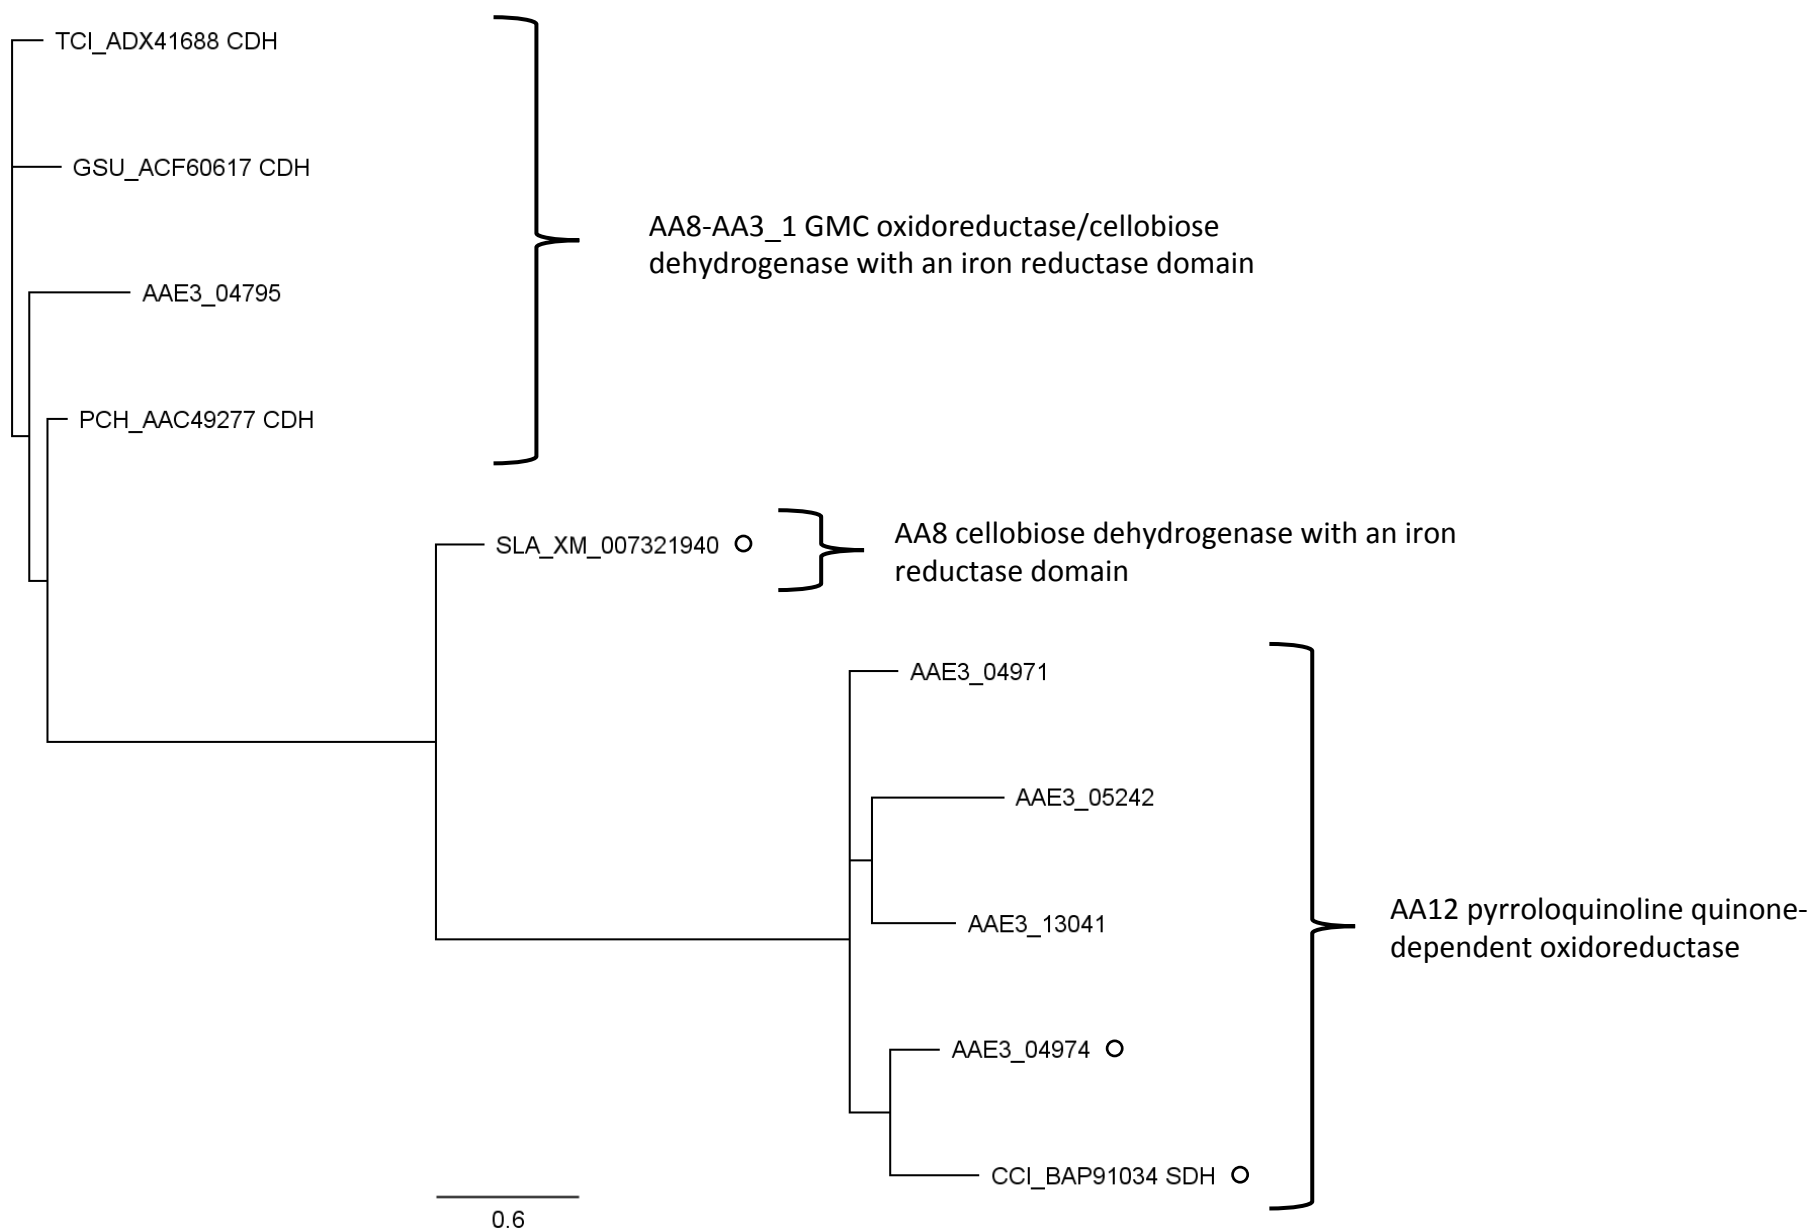 TCI_ADX41688 CDH
GSU_ACF60617 CDH
AA8-AA3_1 GMC oxidoreductase/cellobiose
dehydrogenase with an iron reductase domain
AAE3_04795
PCH_AAC49277 CDH
SLA_XM_007321940
AA8 cellobiose dehydrogenase with an iron
reductase domain
AAE3_04971
AAE3_05242
AAE3_13041
AA12 pyrroloquinoline quinone-
dependent oxidoreductase
AAE3_04974
CCI_BAP91034 SDH
0.6